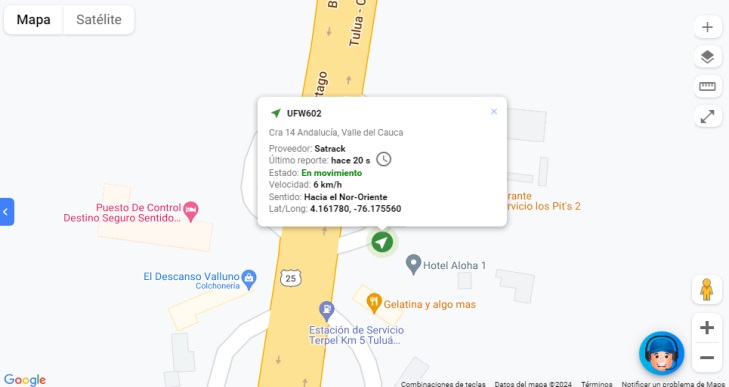 Mapa Satélite
Tulua - C
B
tago
UFW602
×
Cra 14 Andalucía, Valle del Cauca
Proveedor: Satrack
Último reporte: hace 20 s
Estado: En movimiento
Velocidad: 6 km/h
Sentido: Hacia el Nor-Oriente
Lat/Long: 4.161780, -76.175560
rante
rvicio los Pit's 2
Puesto De Control
Destino Seguro Sentido...
Hotel Aloha 1
El Descanso Valluno
Colchonería
25
Gelatina y algo mas
Estación de Servicio
Terpel Km 5 Tuluá...
Google
Combinaciones de teclas Datos del mapa ©2024 Términos Notificar un problema de Maps